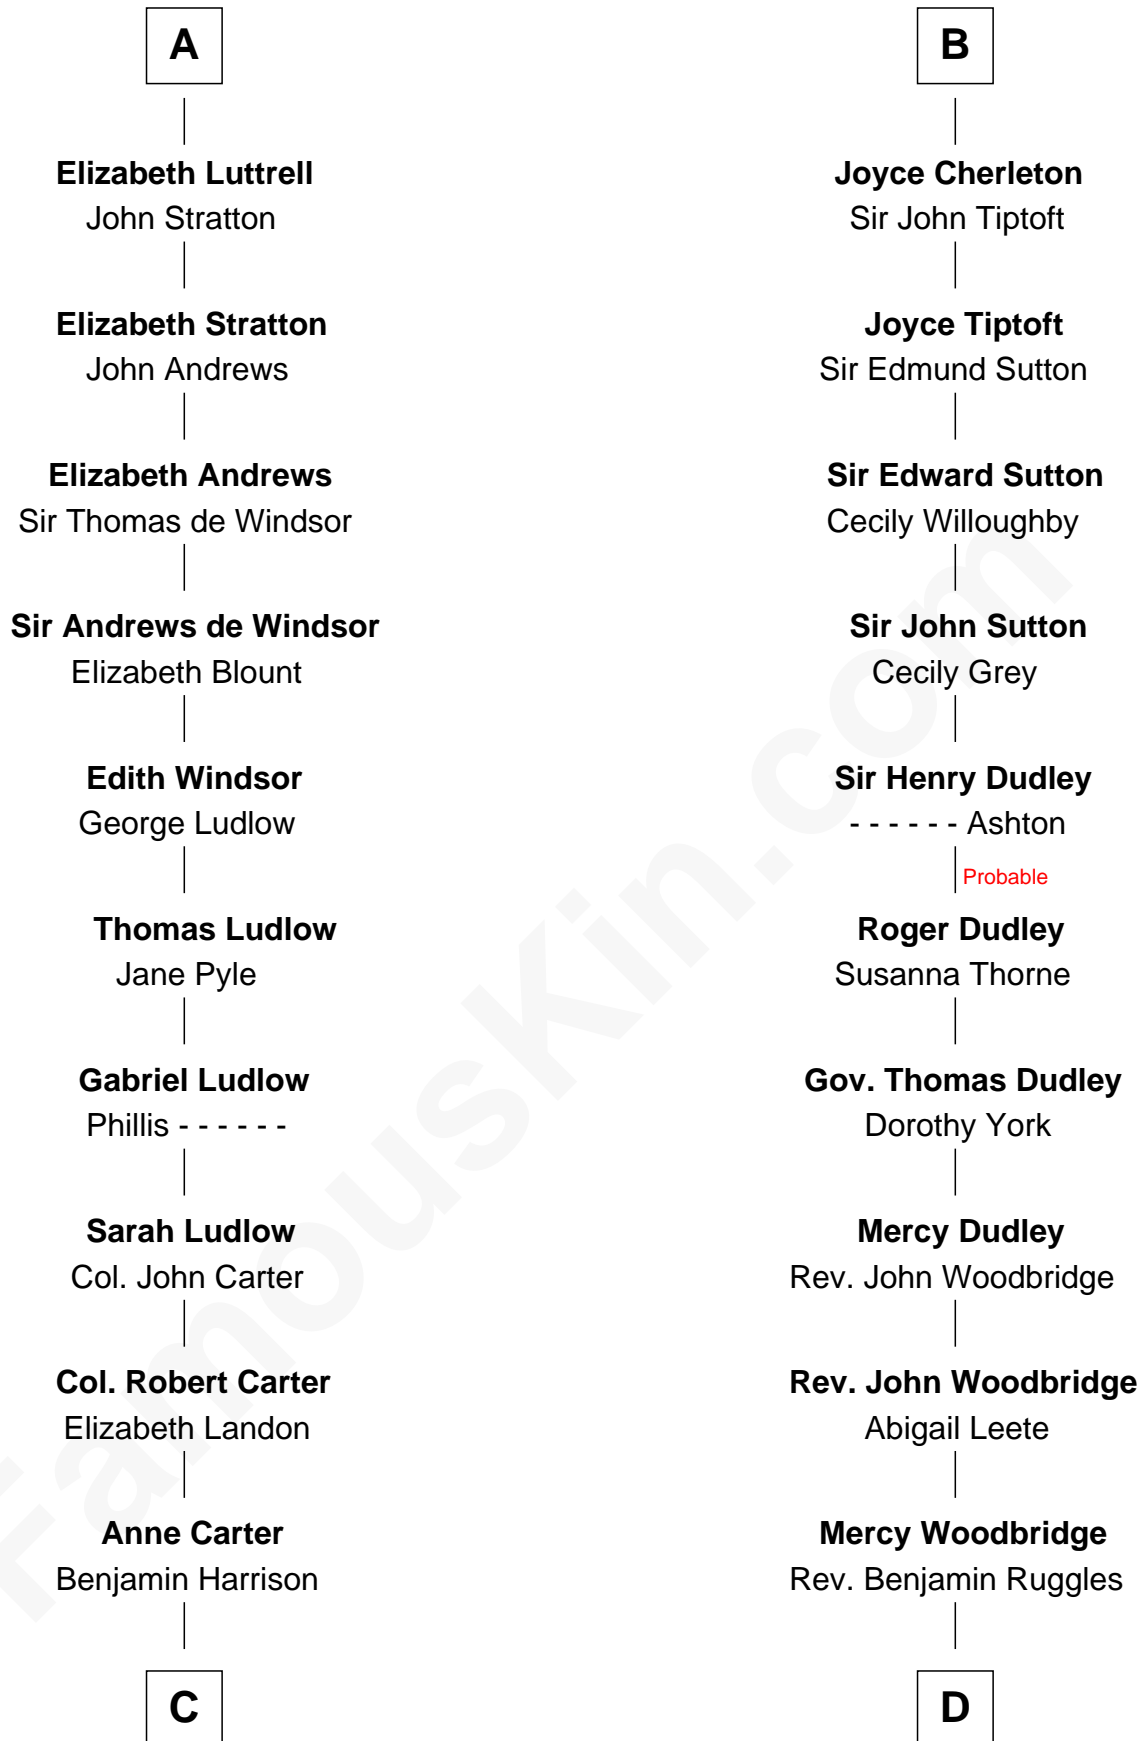 A
Elizabeth Luttrell
John Stratton
Elizabeth Stratton
John Andrews
Elizabeth Andrews
Sir Thomas de Windsor
Sir Andrews de Windsor
Elizabeth Blount
Edith Windsor
George Ludlow
Thomas Ludlow
Jane Pyle
Gabriel Ludlow
Phillis - - - - - -
Sarah Ludlow
Col. John Carter
Col. Robert Carter
Elizabeth Landon
Anne Carter
Benjamin Harrison
C
B
Joyce Cherleton
Sir John Tiptoft
Joyce Tiptoft
Sir Edmund Sutton
Sir Edward Sutton
Cecily Willoughby
Sir John Sutton
Cecily Grey
Sir Henry Dudley
- - - - - - Ashton
Probable
Roger Dudley
Susanna Thorne
Gov. Thomas Dudley
Dorothy York
Mercy Dudley
Rev. John Woodbridge
Rev. John Woodbridge
Abigail Leete
Mercy Woodbridge
Rev. Benjamin Ruggles
D
FamousKin.com